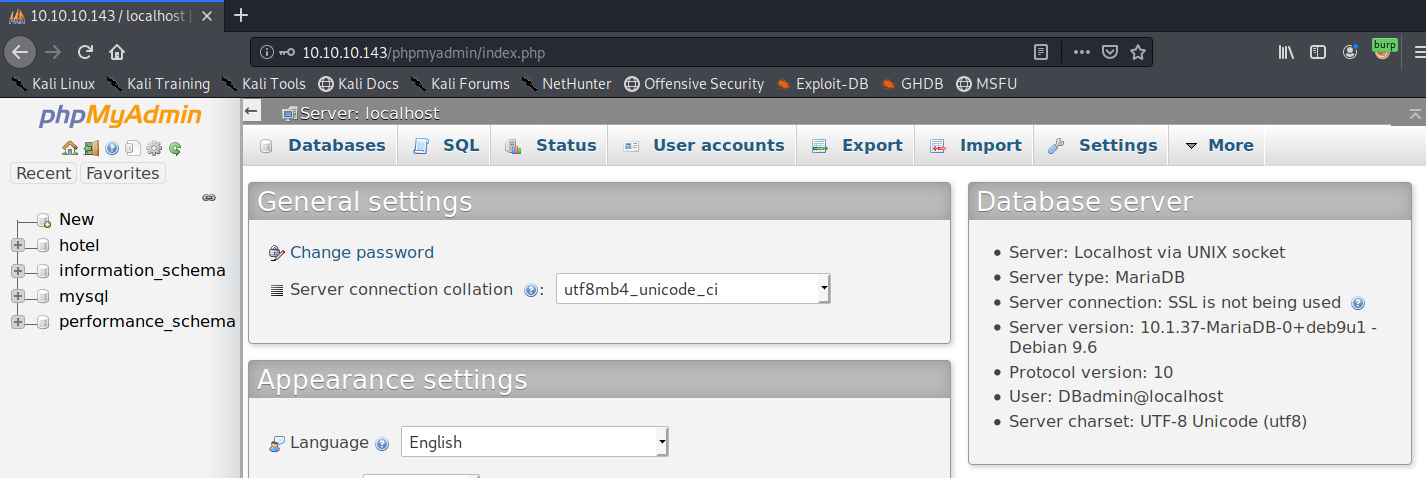 10.10.10.143 / localhost |
10.10.10.143/phpmyadmin/index.php
burp
Kali Linux Kali Training Kali Tools Kali Docs Kali Forums NetHunter Offensive Security Exploit-DB GHDB MSFU
phpMyAdmin
Recent Favorites
New
hotel
information_schema
mysql
performance_schema
Server: localhost
Databases SQL Status User accounts Export Import Settings More
General settings
Change password
Server connection collation : utf8mb4_unicode_ci
Appearance settings
Language English
Database server
Server: Localhost via UNIX socket
Server type: MariaDB
Server connection: SSL is not being used
Server version: 10.1.37-MariaDB-0+deb9u1 -
Debian 9.6
Protocol version: 10
User: DBadmin@localhost
Server charset: UTF-8 Unicode (utf8)